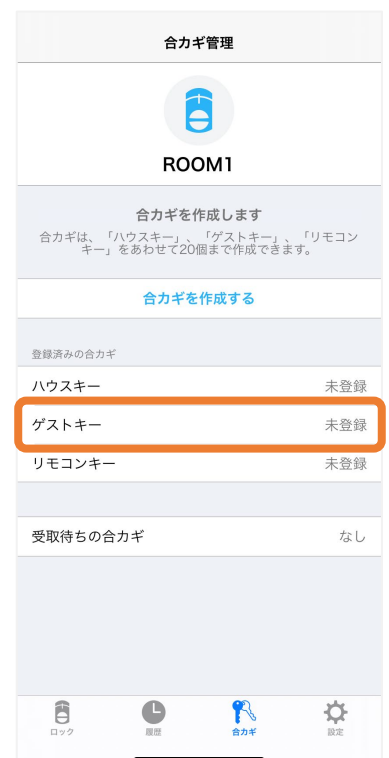 合カギ管理
ROOM1
合カギを作成します
合カギは、「ハウスキー」、「ゲストキー」、「リモコン
キー」をあわせて20個まで作成できます。
合カギを作成する
登録済みの合カギ
ハウスキー 未登録
ゲストキー 未登録
リモコンキー 未登録
受取待ちの合カギ なし
ロック 履歴 合カギ 設定